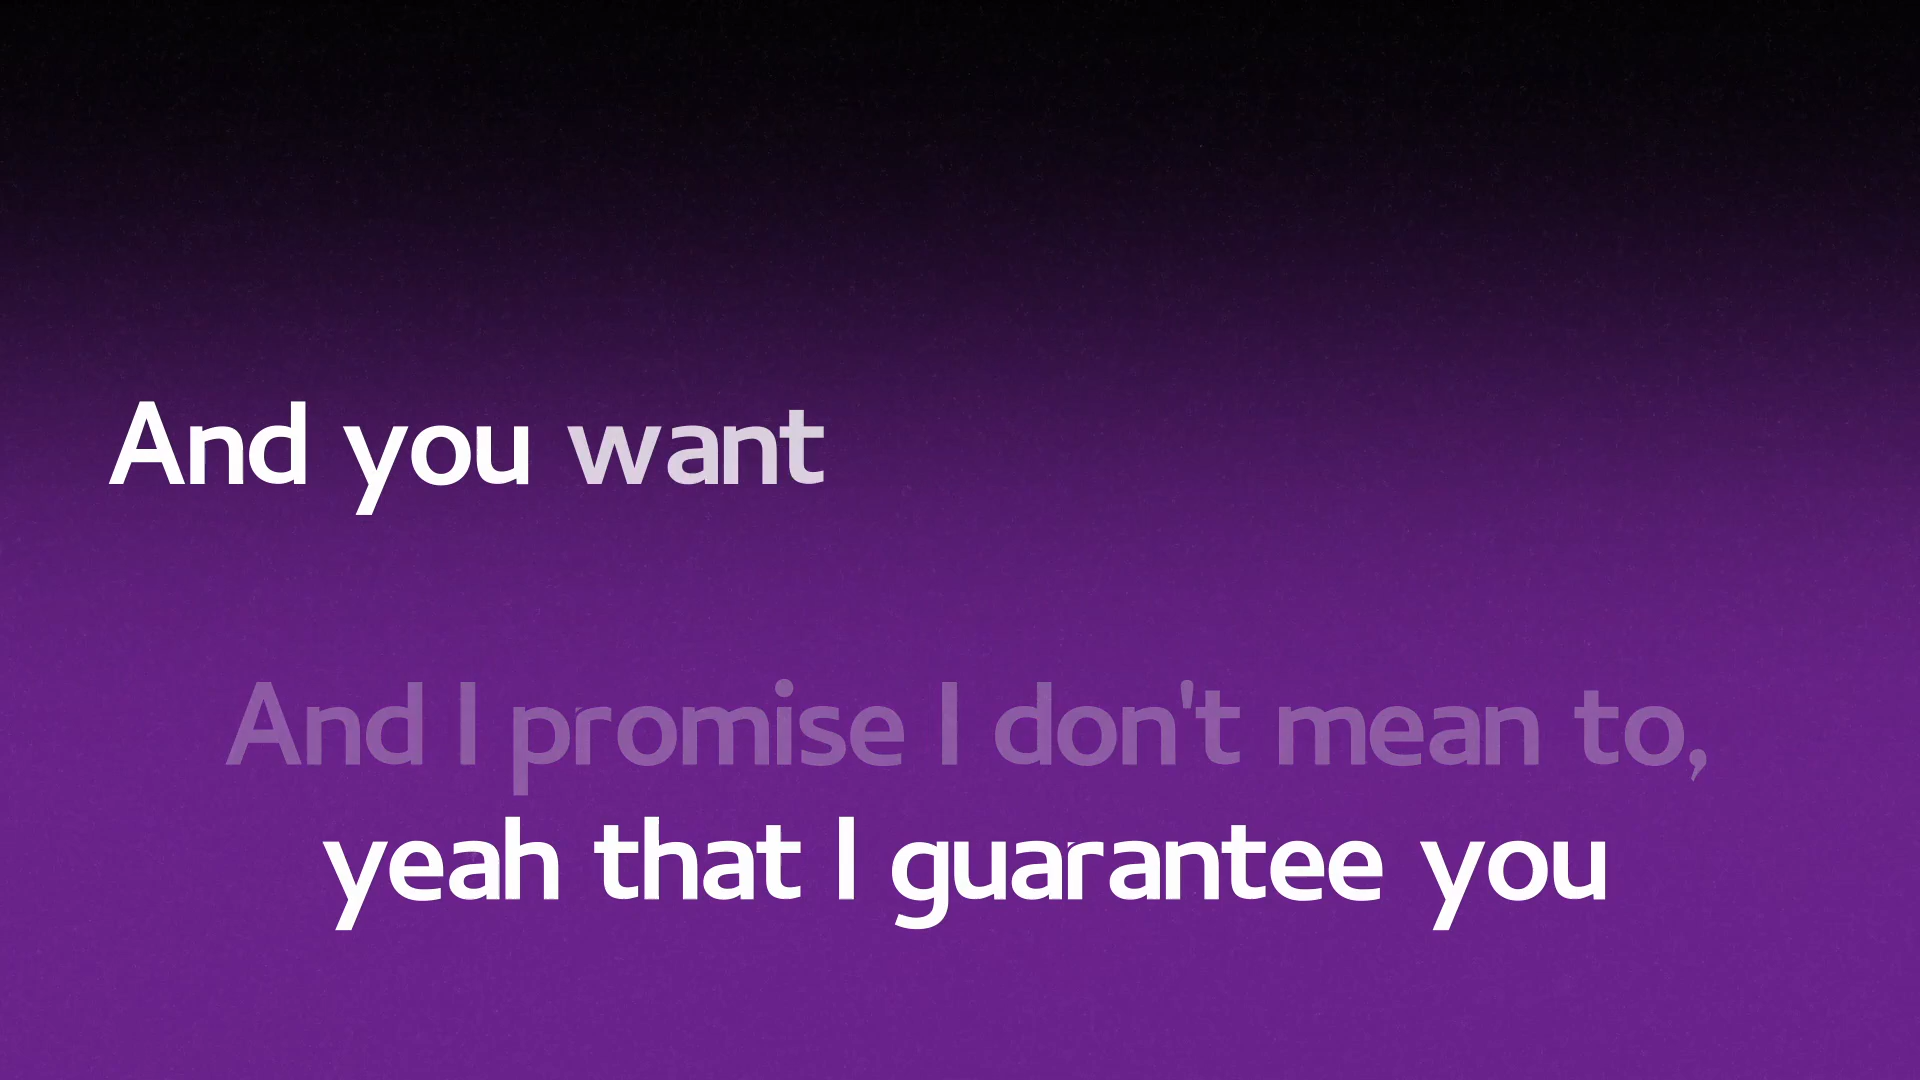 And you want
And I promise I don't mean to,
yeah that I guarantee you